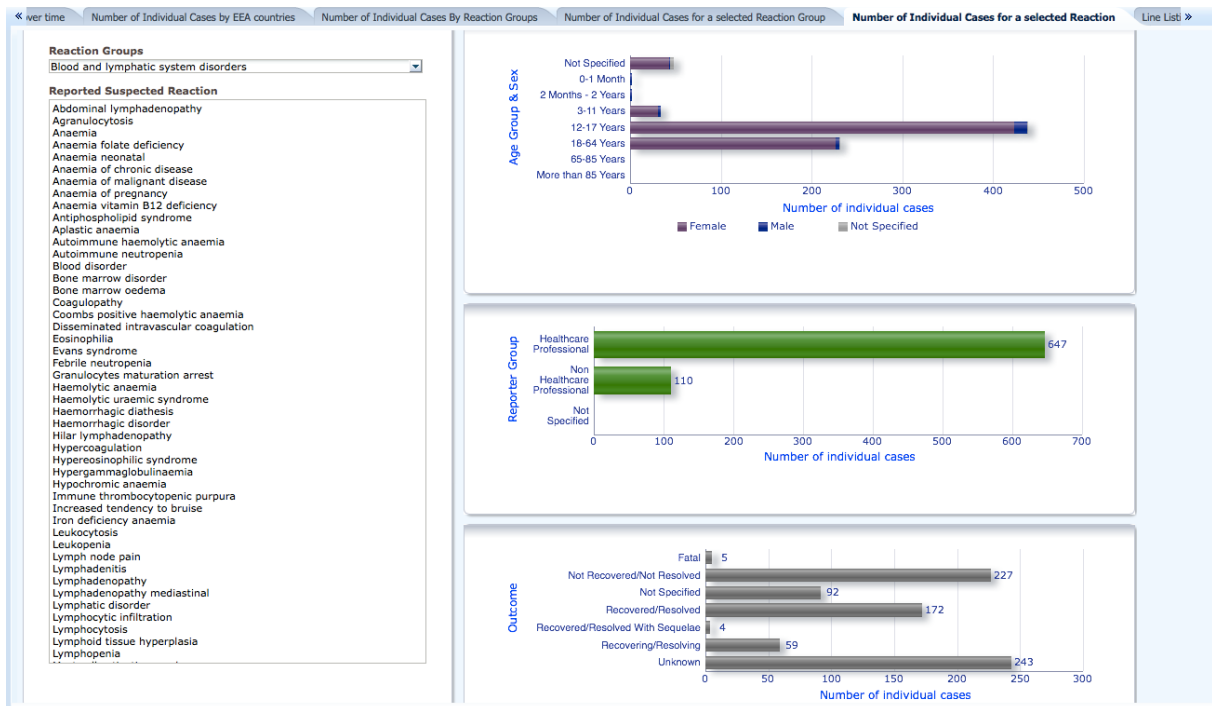 « ver time
Number of Individual Cases by EEA countries
Number of Individual Cases By Reaction Groups
Number of Individual Cases for a selected Reaction Group
Number of Individual Cases for a selected Reaction
Line Listi »
Reaction Groups
Blood and lymphatic system disorders
Reported Suspected Reaction
Abdominal lymphadenopathy
Agranulocytosis
Anaemia
Anaemia folate deficiency
Anaemia neonatal
Anaemia of chronic disease
Anaemia of malignant disease
Anaemia of pregnancy
Anaemia vitamin B12 deficiency
Antiphospholipid syndrome
Aplastic anaemia
Autoimmune haemolytic anaemia
Autoimmune neutropenia
Blood disorder
Bone marrow disorder
Bone marrow oedema
Coagulopathy
Coombs positive haemolytic anaemia
Disseminated intravascular coagulation
Eosinophilia
Evans syndrome
Febrile neutropenia
Granulocytes maturation arrest
Haemolytic anaemia
Haemolytic uraemic syndrome
Haemorrhagic diathesis
Haemorrhagic disorder
Hilar lymphadenopathy
Hypercoagulation
Hypereosinophilic syndrome
Hypergammaglobulinaemia
Hypochromic anaemia
Immune thrombocytopenic purpura
Increased tendency to bruise
Iron deficiency anaemia
Leukocytosis
Leukopenia
Lymph node pain
Lymphadenitis
Lymphadenopathy
Lymphadenopathy mediastinal
Lymphatic disorder
Lymphocytic infiltration
Lymphocytosis
Lymphoid tissue hyperplasia
Lymphopenia
Age Group & Sex
Not Specified
0-1 Month
2 Months - 2 Years
3-11 Years
12-17 Years
18-64 Years
65-85 Years
More than 85 Years
0 100 200 300 400 500
Number of individual cases
Female Male Not Specified
Reporter Group
Healthcare
Professional 647
Non
Healthcare
Professional 110
Not
Specified
0 100 200 300 400 500 600 700
Number of individual cases
Outcome
Fatal 5
Not Recovered/Not Resolved 227
Not Specified 92
Recovered/Resolved 172
Recovered/Resolved With Sequelae 4
Recovering/Resolving 59
Unknown 243
0 50 100 150 200 250 300
Number of individual cases